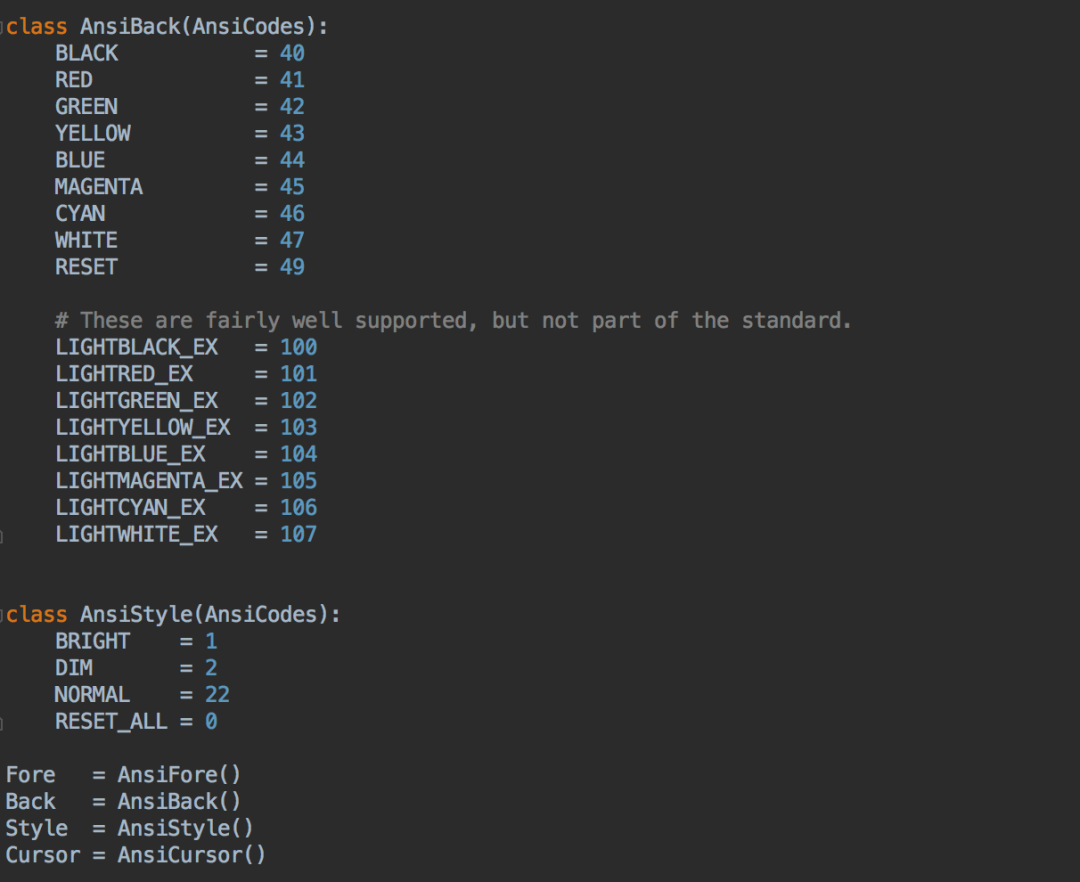 class AnsiBack(AnsiCodes):
    BLACK           = 40
    RED             = 41
    GREEN           = 42
    YELLOW          = 43
    BLUE            = 44
    MAGENTA         = 45
    CYAN            = 46
    WHITE           = 47
    RESET           = 49

    # These are fairly well supported, but not part of the standard.
    LIGHTBLACK_EX   = 100
    LIGHTRED_EX     = 101
    LIGHTGREEN_EX   = 102
    LIGHTYELLOW_EX  = 103
    LIGHTBLUE_EX    = 104
    LIGHTMAGENTA_EX = 105
    LIGHTCYAN_EX    = 106
    LIGHTWHITE_EX   = 107


class AnsiStyle(AnsiCodes):
    BRIGHT    = 1
    DIM       = 2
    NORMAL    = 22
    RESET_ALL = 0

Fore   = AnsiFore()
Back   = AnsiBack()
Style  = AnsiStyle()
Cursor = AnsiCursor()